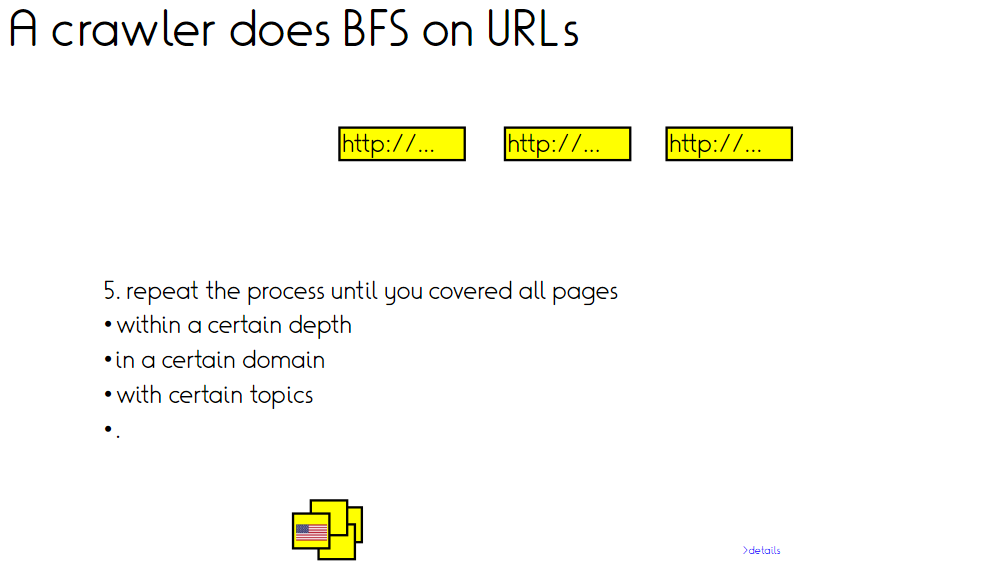 A crawler does BFS on URLs
http://... http://... http://...
5. repeat the process until you covered all pages
• within a certain depth
• in a certain domain
• with certain topics
• .
>details